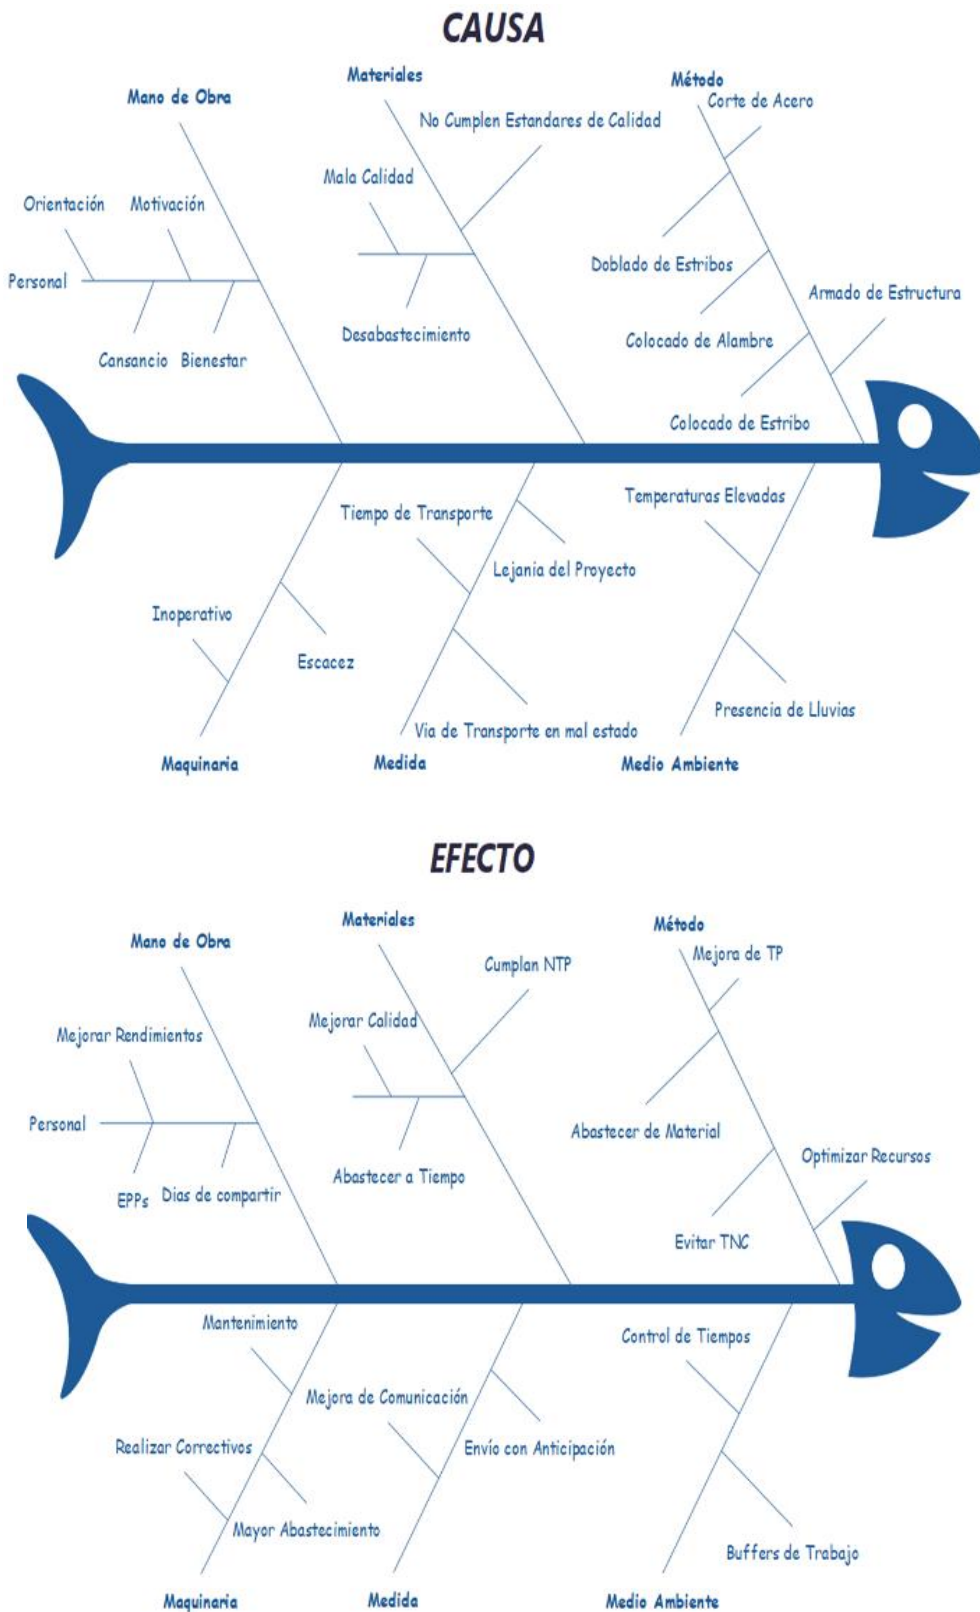 CAUSA
Materiales
Método
Mano de Obra
Corte de Acero
No Cumplen Estandares de Calidad
Mala Calidad
Orientación
Motivación
Doblado de Estribos
Personal
Armado de Estructura
Desabastecimiento
Colocado de Alambre
Cansancio
Bienestar
Colocado de Estribo
Temperaturas Elevadas
Tiempo de Transporte
Lejania del Proyecto
Inoperativo
Escacez
Presencia de Lluvias
Via de Transporte en mal estado
Maquinaria
Medida
Medio Ambiente
EFECTO
Materiales
Método
Mano de Obra
Mejora de TP
Cumplan NTP
Mejorar Calidad
Mejorar Rendimientos
Personal
Abastecer de Material
Optimizar Recursos
Abastecer a Tiempo
EPPs
Dias de compartir
Evitar TNC
Mantenimiento
Control de Tiempos
Mejora de Comunicación
Realizar Correctivos
Envío con Anticipación
Mayor Abastecimiento
Buffers de Trabajo
Maquinaria
Medida
Medio Ambiente